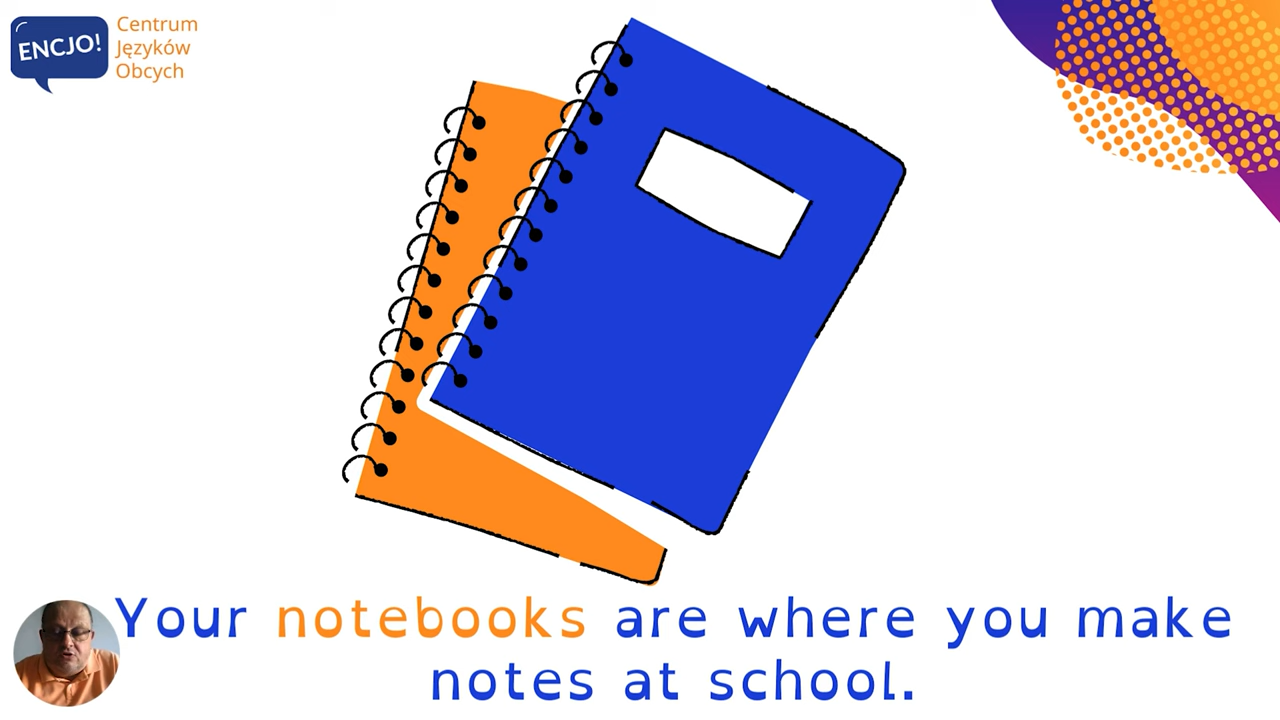 ENCJO!
Centrum
Języków
Obcych
Your notebooks are where you make
notes at school.